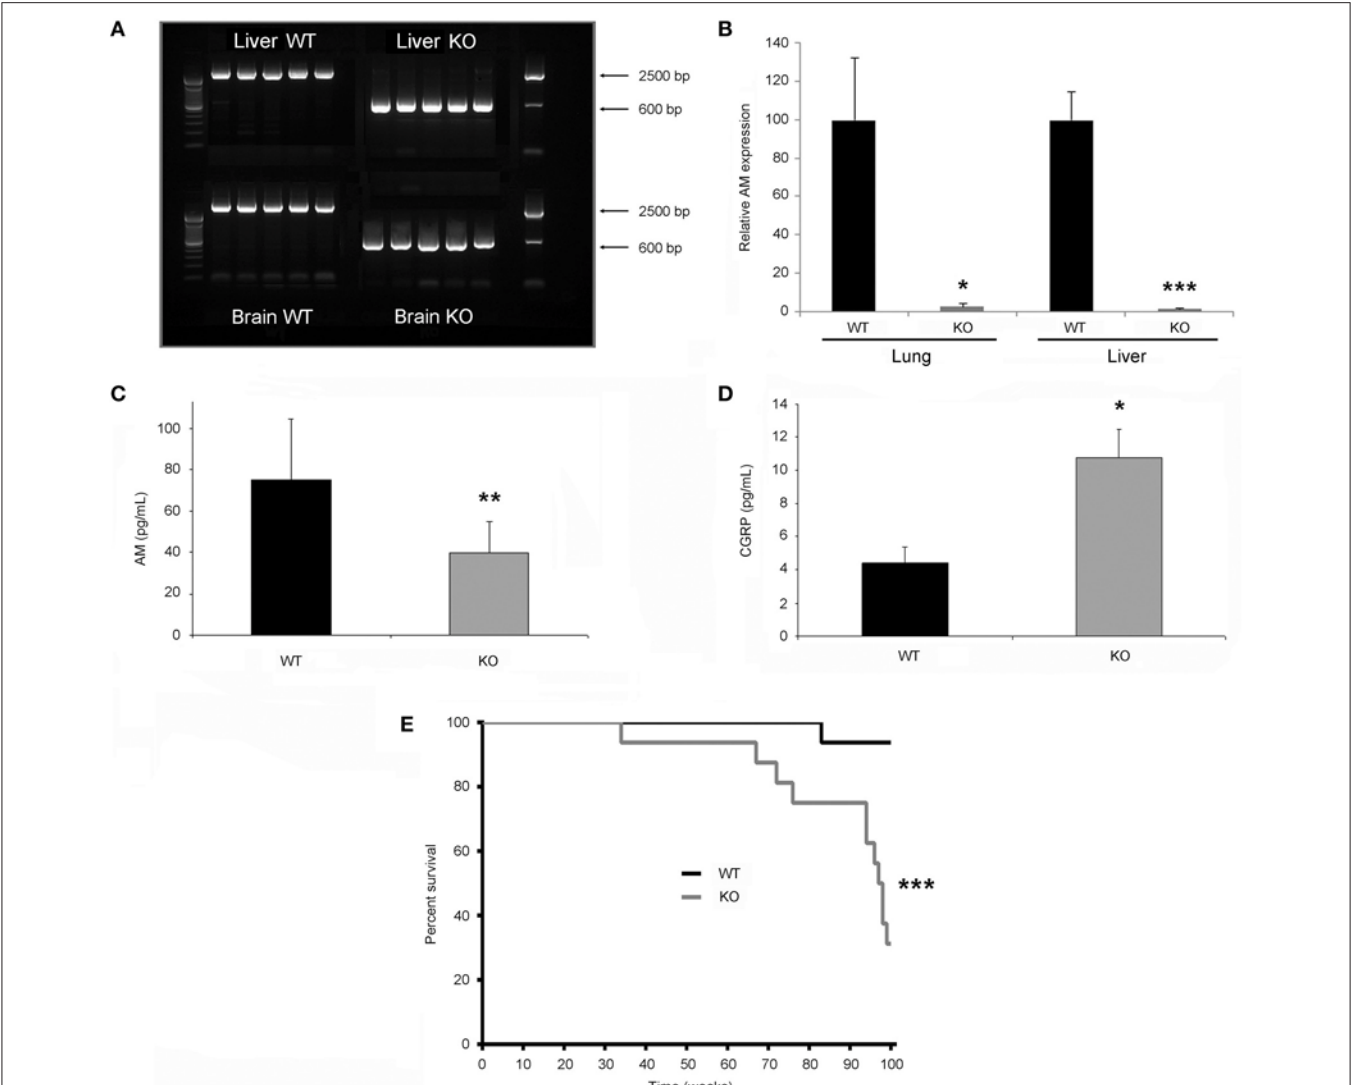 A
Liver WT
Liver KO
2500 bp
600 bp
2500 bp
600 bp
Brain WT
Brain KO
B
140
120
100
80
60
40
20
0
Relative AM expression
*
***
WT
KO
WT
KO
Lung
Liver
C
100
80
60
40
20
0
AM (pg/mL)
**
WT
KO
D
14
12
10
8
6
4
2
0
CGRP (pg/mL)
*
WT
KO
E
100
80
60
40
20
0
Percent survival
WT
KO
***
0 10 20 30 40 50 60 70 80 90 100
Time (weeks)